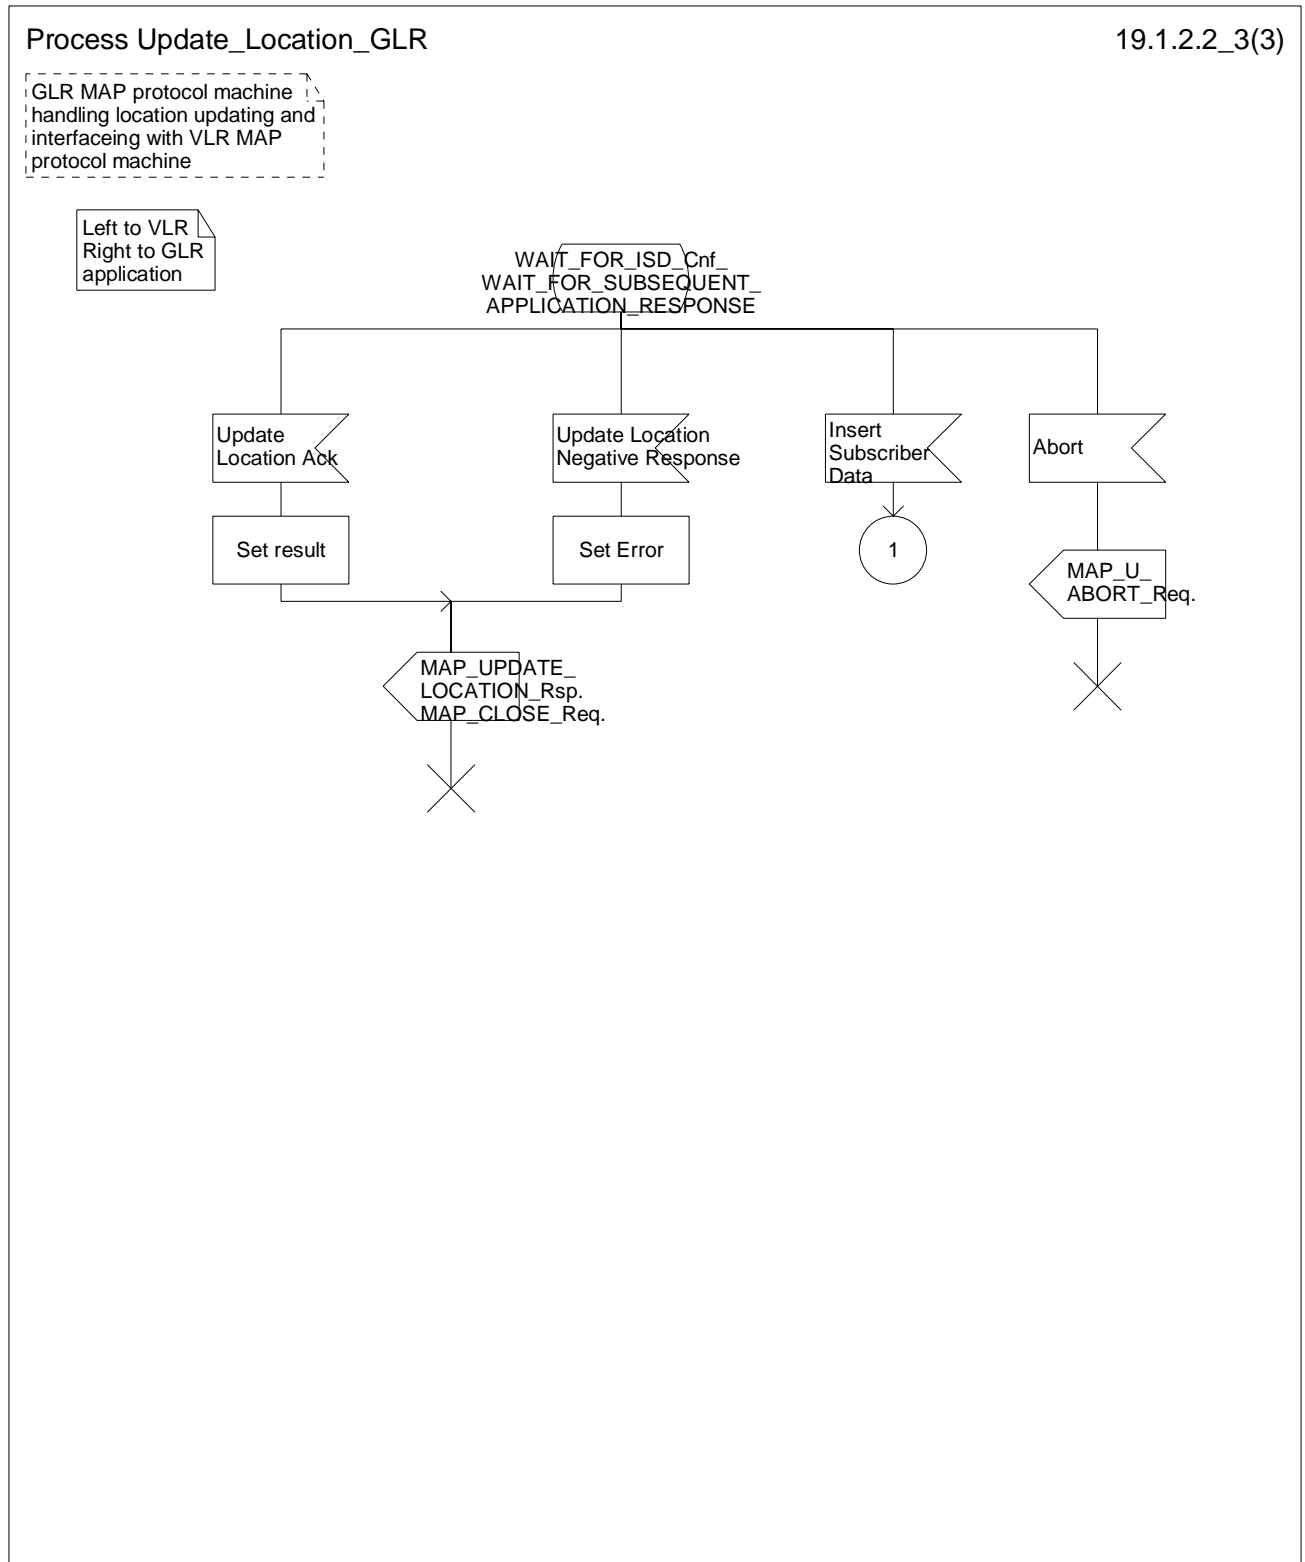 Process Update_Location_GLR
19.1.2.2_3(3)
GLR MAP protocol machine
handling location updating and
interfaceing with VLR MAP
protocol machine
Left to VLR
Right to GLR
application
WAIT_FOR_ISD_Cnf_
WAIT_FOR_SUBSEQUENT_
APPLICATION_RESPONSE
Update
Location Ack
Update Location
Negative Response
Insert
Subscriber
Data
Abort
Set result
Set Error
1
MAP_U_
ABORT_Req.
MAP_UPDATE_
LOCATION_Rsp.
MAP_CLOSE_Req.